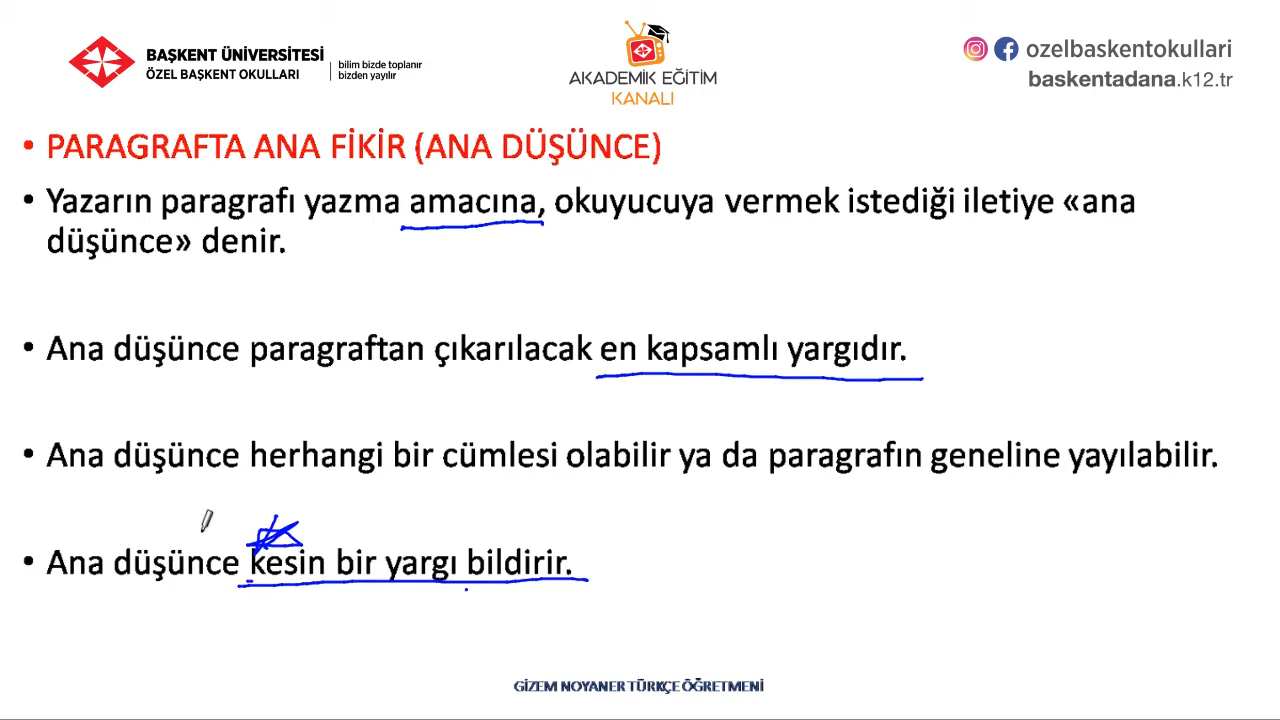 BAŞKENT ÜNİVERSİTESİ
ÖZEL BAŞKENT OKULLARI
bilim bizde toplanır
bizden yayılır
AKADEMİK EĞİTİM
KANALI
ozelbaskentokullari
baskentadana.k12.tr
• PARAGRAFTA ANA FİKİR (ANA DÜŞÜNCE)
• Yazarın paragrafı yazma amacına, okuyucuya vermek istediği iletiye «ana
düşünce» denir.
• Ana düşünce paragraftan çıkarılacak en kapsamlı yargıdır.
• Ana düşünce herhangi bir cümlesi olabilir ya da paragrafın geneline yayılabilir.
• Ana düşünce kesin bir yargı bildirir.
GİZEM NOYANER TÜRKÇE ÖĞRETMENİ